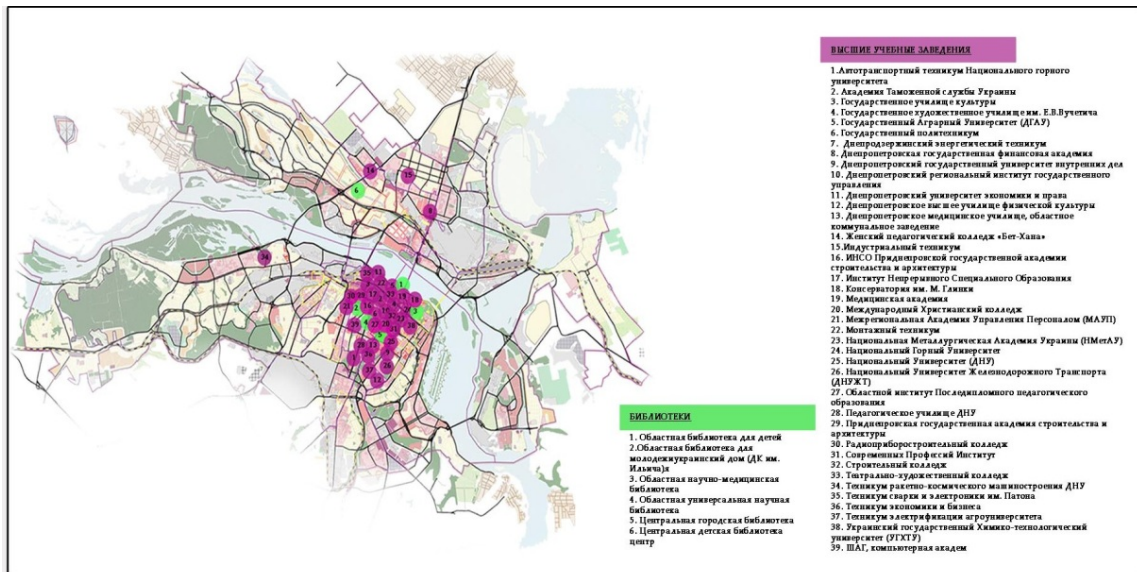 ВЫСШИЕ УЧЕБНЫЕ ЗАВЕДЕНИЯ
1.Автотранспортный техникум Национального горного
университета
2. Академия Таможенной службы Украины
3. Государственное училище культуры
4. Государственное художественное училище им. Е.В.Вучетича
5. Государственный Аграрный Университет (ДГАУ)
6. Государственный политехникум
7. Днепродзержинский энергетический техникум
8. Днепропетровская государственная финансовая академия
9. Днепропетровский государственный университет внутренних дел
10. Днепропетровский региональный институт государственного
управления
11. Днепропетровский университет экономики и права
12. Днепропетровское высшее училище физической культуры
13. Днепропетровское медицинское училище, областное
коммунальное заведение
14. Женский педагогический колледж «Бет-Хана»
15.Индустриальный техникум
16. ИНСО Приднепровской государственной академии
строительства и архитектуры
17. Институт Непрерывного Специального Образования
18. Консерватория им. М. Глинки
19. Медицинская академия
20. Международный Христианский колледж
21. Межрегиональная Академия Управления Персоналом (МАУП)
22. Монтажный техникум
23. Национальная Металлургическая Академия Украины (НМетАУ)
24. Национальный Горный Университет
25. Национальный Университет (ДНУ)
26. Национальный Университет Железнодорожного Транспорта
(ДНУЖТ)
27. Областной институт Последипломного педагогического
образования
28. Педагогическое училище ДНУ
29. Приднепровская государственная академия строительства и
архитектуры
30. Радиоприборостроительный колледж
31. Современных Профессий Институт
32. Строительный колледж
33. Театрально-художественный колледж
34. Техникум ракетно-космического машиностроения ДНУ
35. Техникум сварки и электроники им. Патона
36. Техникум экономики и бизнеса
37. Техникум электрификации агроуниверситета
38. Украинский государственный Химико-технологический
университет (УГХТУ)
39. ШАГ, компьютерная академ
БИБЛИОТЕКИ
1. Областная библиотека для детей
2.Областная библиотека для
молодежиукраинский дом (ДК им.
Ильича)я
3. Областная научно-медицинская
библиотека
4. Областная универсальная научная
библиотека
5. Центральная городская библиотека
6. Центральная детская библиотека
центр
14
15
6
8
34